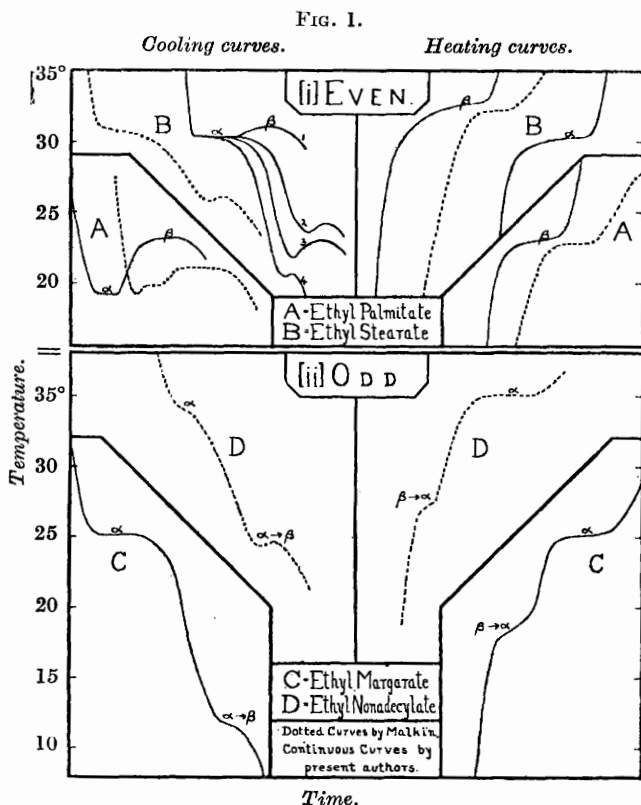 FIG. 1.
Cooling curves. Heating curves.
[i] EVEN.
35°
30
25
20
A
B
α
β
α
β
1
2
3
4
β
B
α
β
A
A-Ethyl Palmitate
B-Ethyl Stearate
[ii] ODD
Temperature.
35°
30
25
20
15
10
α
D
α→β
α
C
α→β
α
D
β→α
α
C
β→α
C-Ethyl Margarate
D-Ethyl Nonadecylate
Dotted Curves by Malkin,
Continuous Curves by
present authors.
Time.